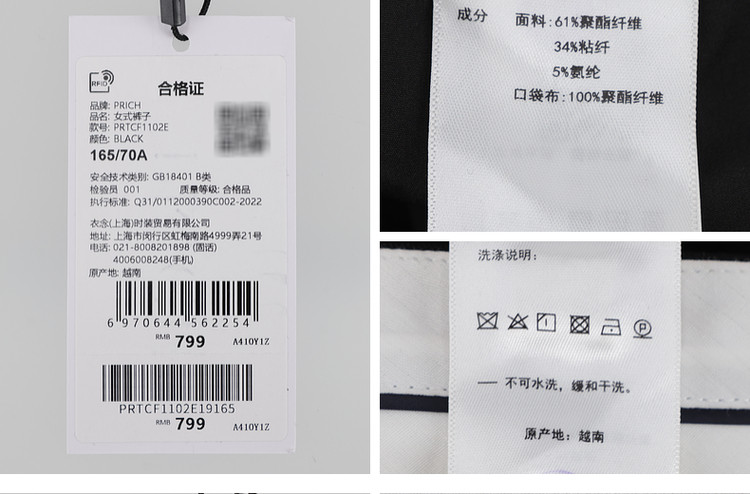 RFID
合格证
品牌: PRICH
品名: 女式裤子
款号: PRTCF1102E
颜色: BLACK
165/70A
安全技术类别: GB18401 B类
检验员 001 质量等级: 合格品
执行标准: Q31/0112000390C002-2022
衣念(上海)时装贸易有限公司
地址: 上海市闵行区虹梅南路4999弄21号
电话: 021-8008201898 (固话)
4006008248(手机)
原产地: 越南
6 970644 562254
RMB 799 A410Y1Z
PRTCF1102E19165
RMB 799 A410Y1Z
成分 面料:61%聚酯纤维
34%粘纤
5%氨纶
口袋布:100%聚酯纤维
洗涤说明:
P
一 不可水洗, 缓和干洗。
原产地: 越南